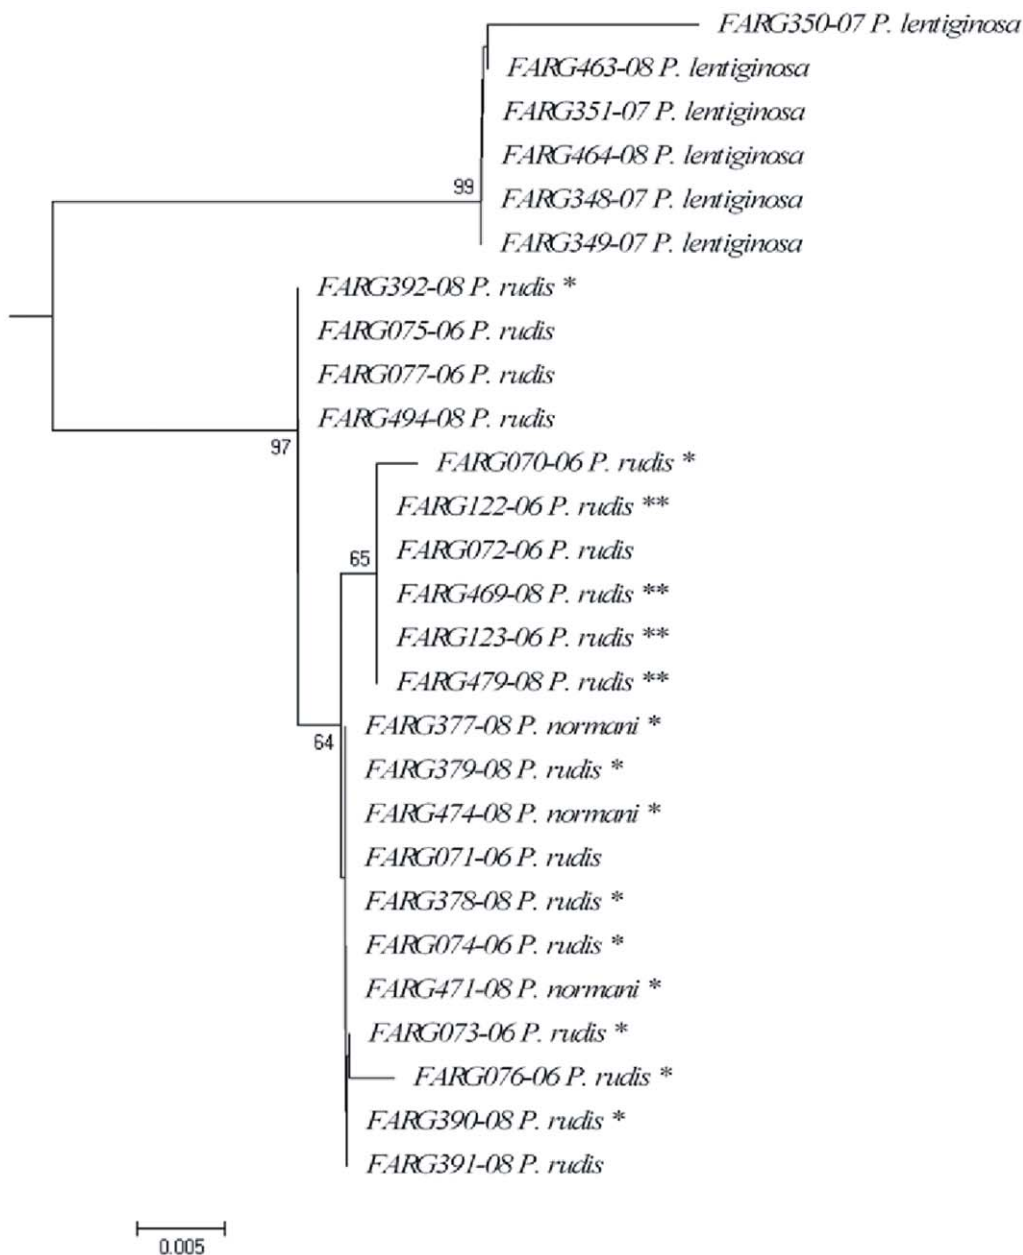 FARG350-07 P. lentiginosa
FARG463-08 P. lentiginosa
FARG351-07 P. lentiginosa
FARG464-08 P. lentiginosa
99
FARG348-07 P. lentiginosa
FARG349-07 P. lentiginosa
FARG392-08 P. rudis *
FARG075-06 P. rudis
FARG077-06 P. rudis
FARG494-08 P. rudis
97
FARG070-06 P. rudis *
FARG122-06 P. rudis **
FARG072-06 P. rudis
65
FARG469-08 P. rudis **
FARG123-06 P. rudis **
FARG479-08 P. rudis **
FARG377-08 P. normani *
64
FARG379-08 P. rudis *
FARG474-08 P. normani *
FARG071-06 P. rudis
FARG378-08 P. rudis *
FARG074-06 P. rudis *
FARG471-08 P. normani *
FARG073-06 P. rudis *
FARG076-06 P. rudis *
FARG390-08 P. rudis *
FARG391-08 P. rudis
0.005